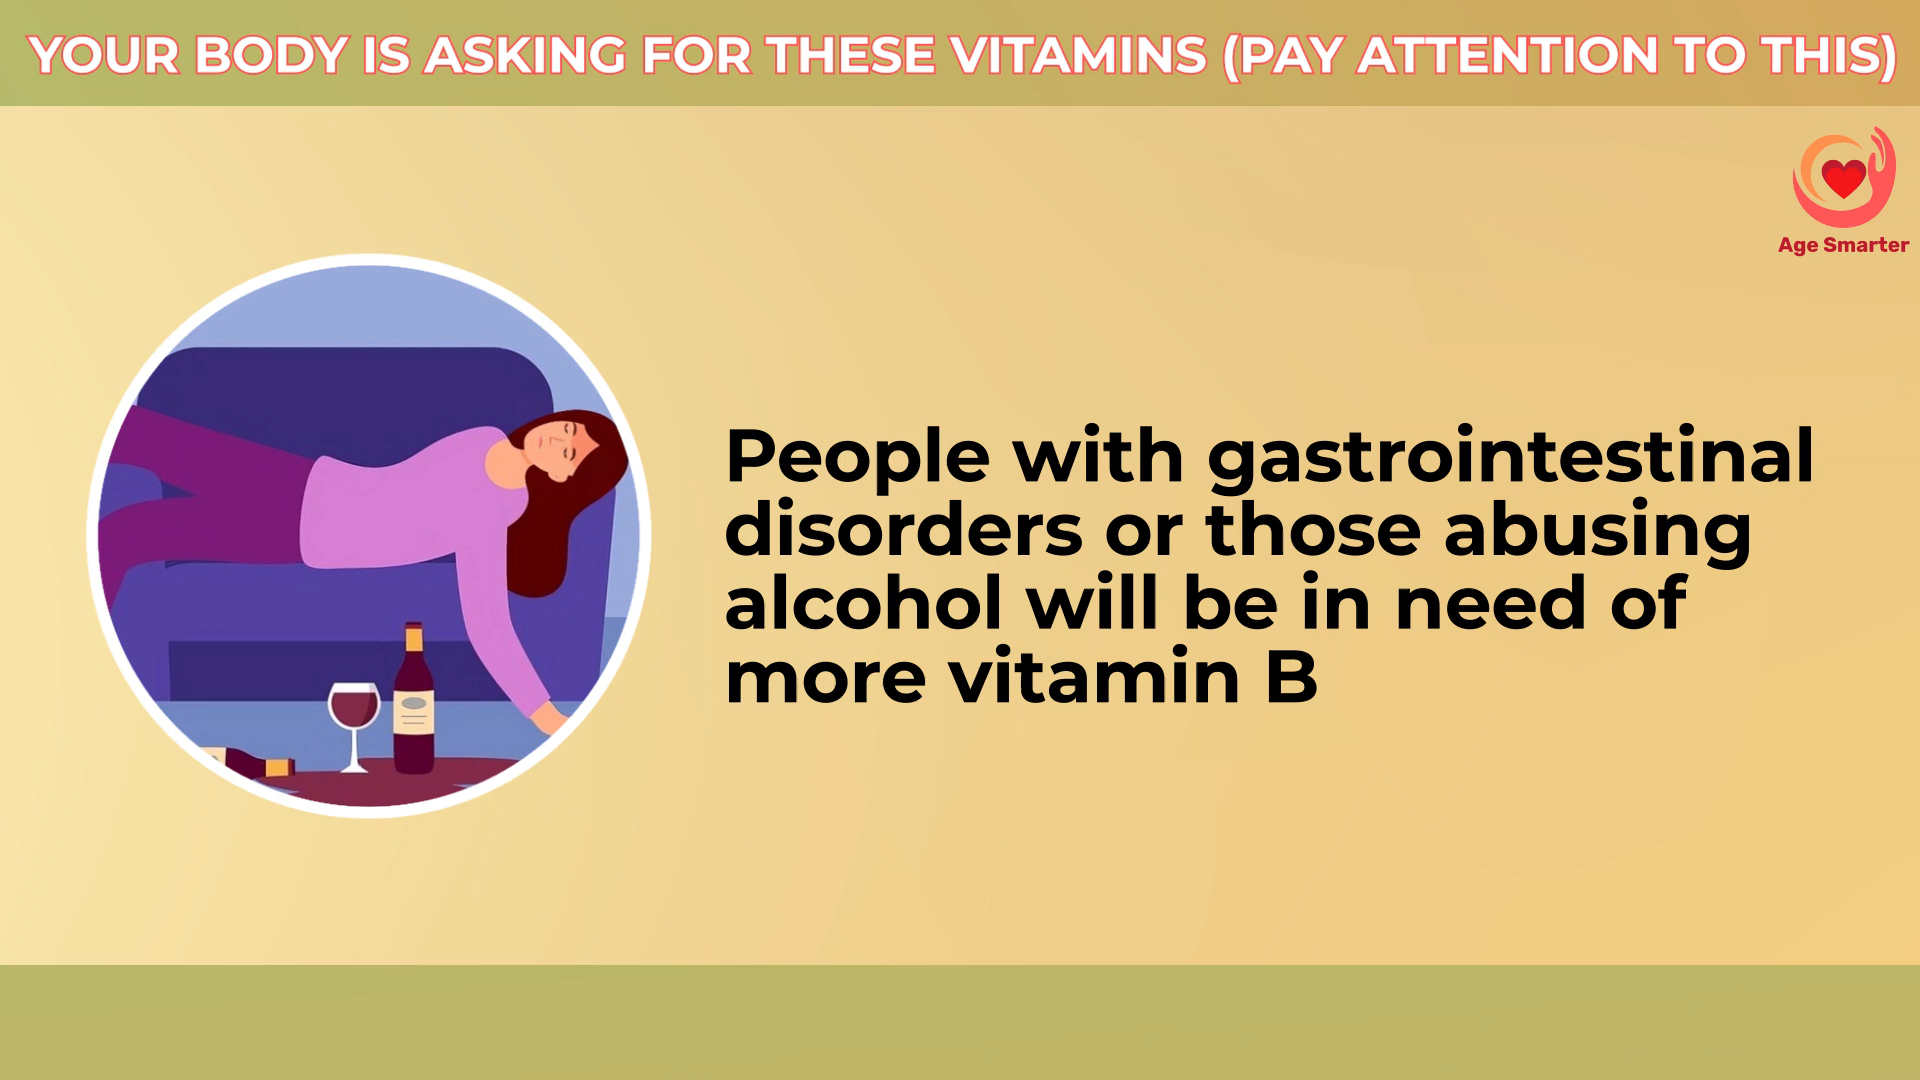 YOUR BODY IS ASKING FOR THESE VITAMINS (PAY ATTENTION TO THIS)
Age Smarter
People with gastrointestinal
disorders or those abusing
alcohol will be in need of
more vitamin B